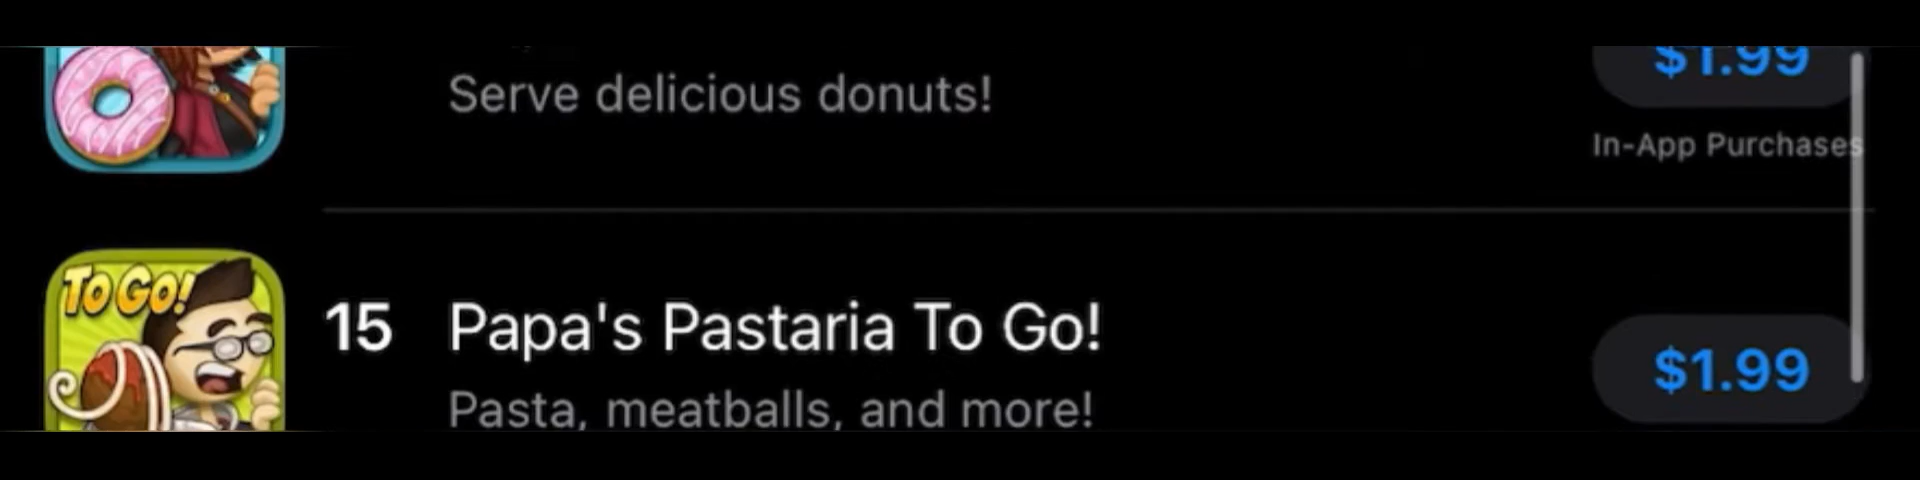 $1.99
Serve delicious donuts!
In-App Purchases
TO GO!
15 Papa's Pastaria To Go!
$1.99
Pasta, meatballs, and more!